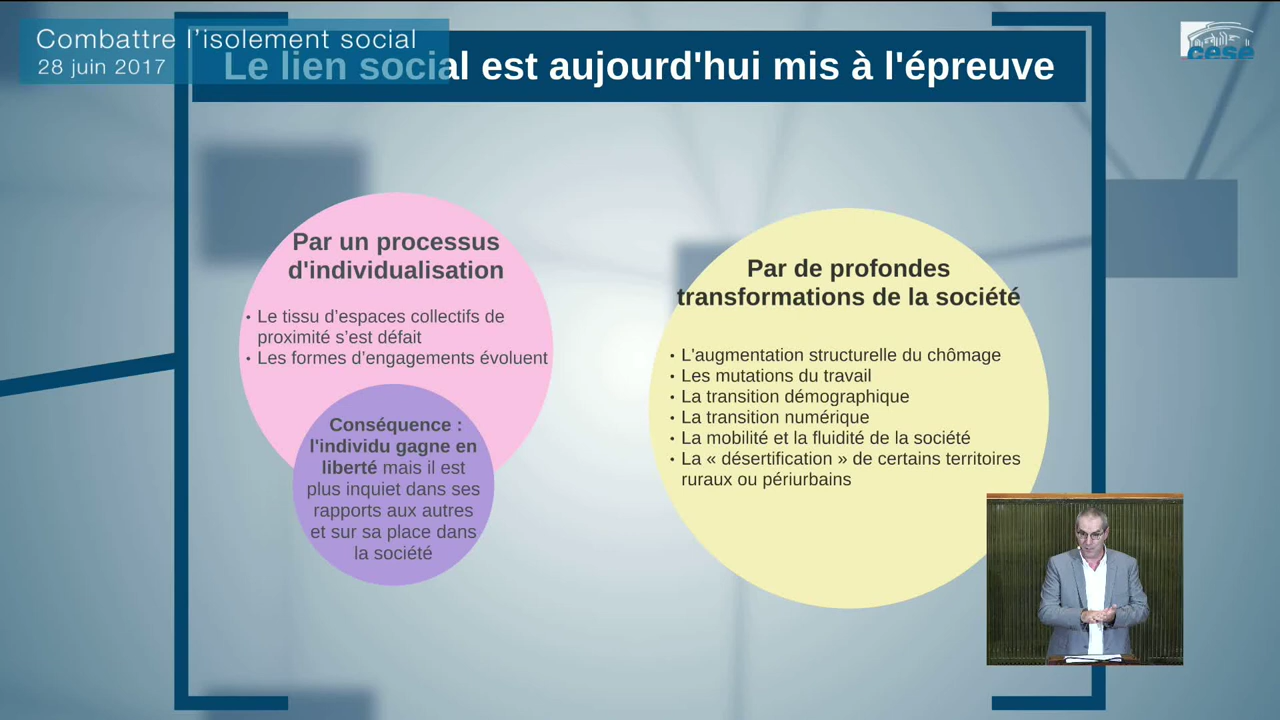 Combattre l’isolement social
28 juin 2017
Le lien social est aujourd'hui mis à l'épreuve
cese
Par un processus
d'individualisation
• Le tissu d’espaces collectifs de
proximité s’est défait
• Les formes d’engagements évoluent
Conséquence :
l'individu gagne en
liberté mais il est
plus inquiet dans ses
rapports aux autres
et sur sa place dans
la société
Par de profondes
transformations de la société
• L'augmentation structurelle du chômage
• Les mutations du travail
• La transition démographique
• La transition numérique
• La mobilité et la fluidité de la société
• La « désertification » de certains territoires
ruraux ou périurbains